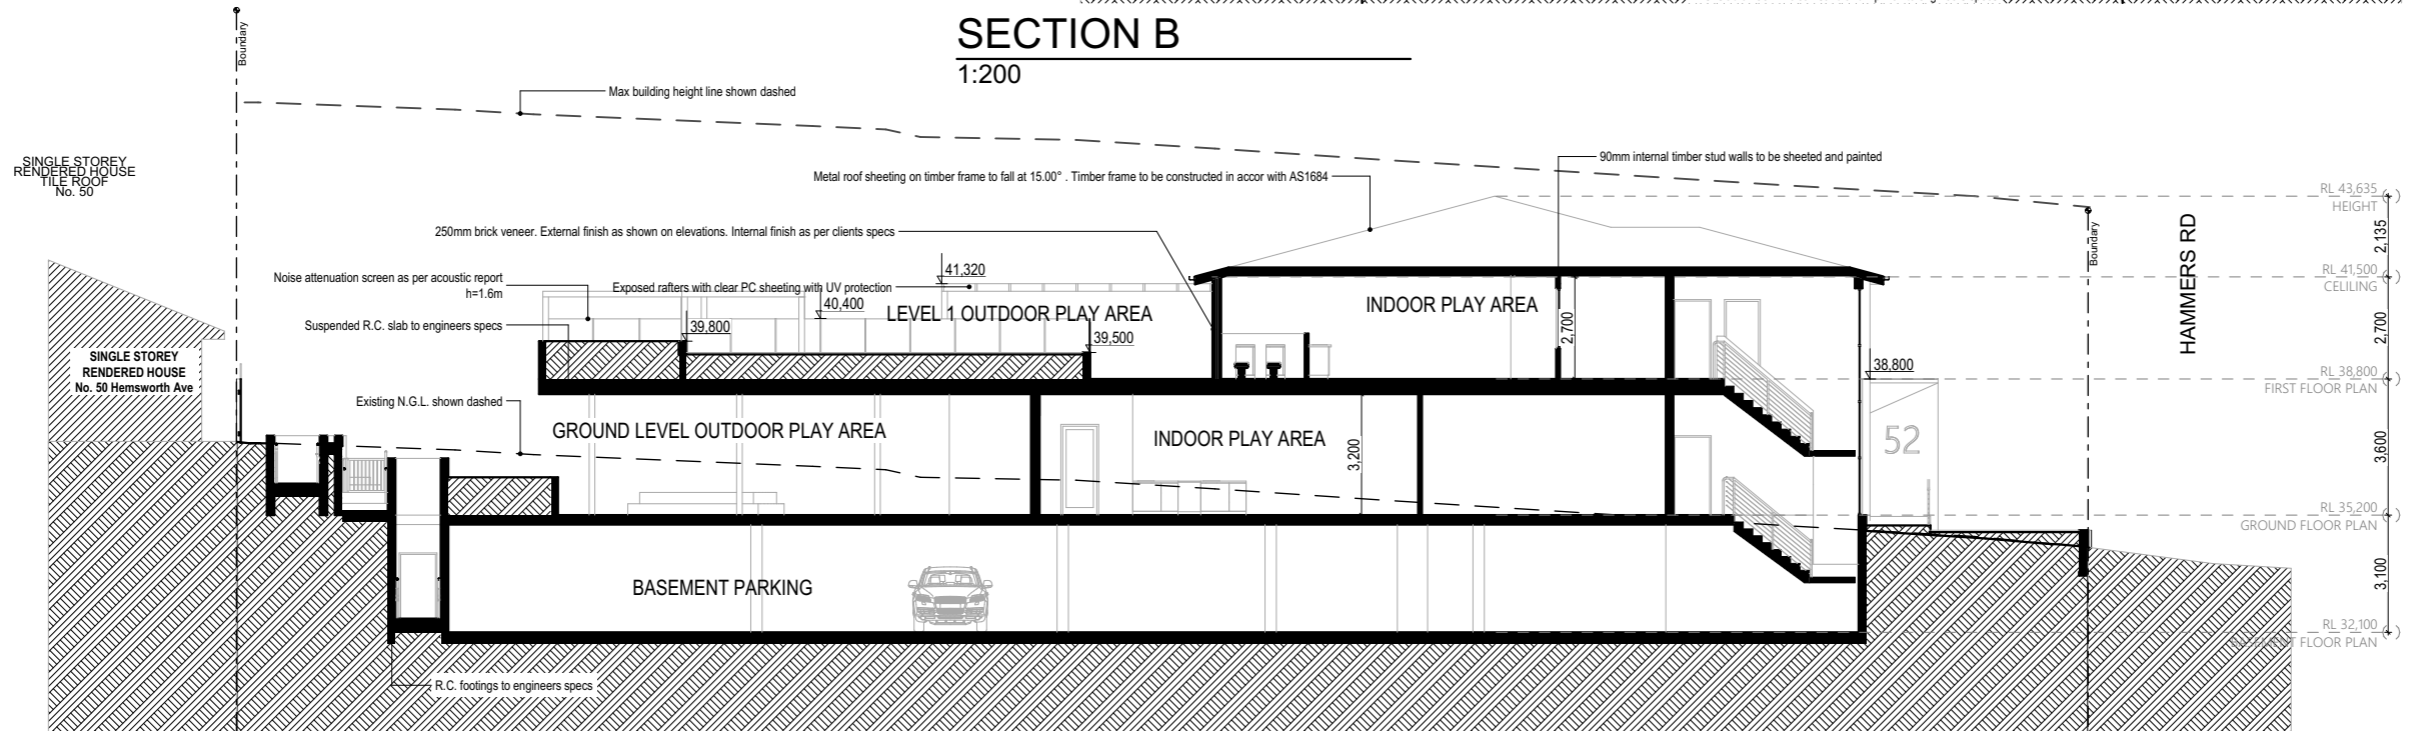 SECTION B
1:200
Boundary
Max building height line shown dashed
SINGLE STOREY
RENDERED HOUSE
TILE ROOF
No. 50
90mm internal timber stud walls to be sheeted and painted
Metal roof sheeting on timber frame to fall at 15.00° . Timber frame to be constructed in accor with AS1684
RL 43,635
HEIGHT
2,135
Boundary
HAMMERS RD
250mm brick veneer. External finish as shown on elevations. Internal finish as per clients specs
Noise attenuation screen as per acoustic report
h=1.6m
41,320
Exposed rafters with clear PC sheeting with UV protection
RL 41,500
CELILING
40,400
LEVEL 1 OUTDOOR PLAY AREA
INDOOR PLAY AREA
2,700
2,700
Suspended R.C. slab to engineers specs
39,800
39,500
SINGLE STOREY
RENDERED HOUSE
No. 50 Hemsworth Ave
38,800
RL 38,800
FIRST FLOOR PLAN
Existing N.G.L. shown dashed
GROUND LEVEL OUTDOOR PLAY AREA
INDOOR PLAY AREA
3,200
52
3,600
RL 35,200
GROUND FLOOR PLAN
BASEMENT PARKING
3,100
RL 32,100
BASEMENT FLOOR PLAN
R.C. footings to engineers specs